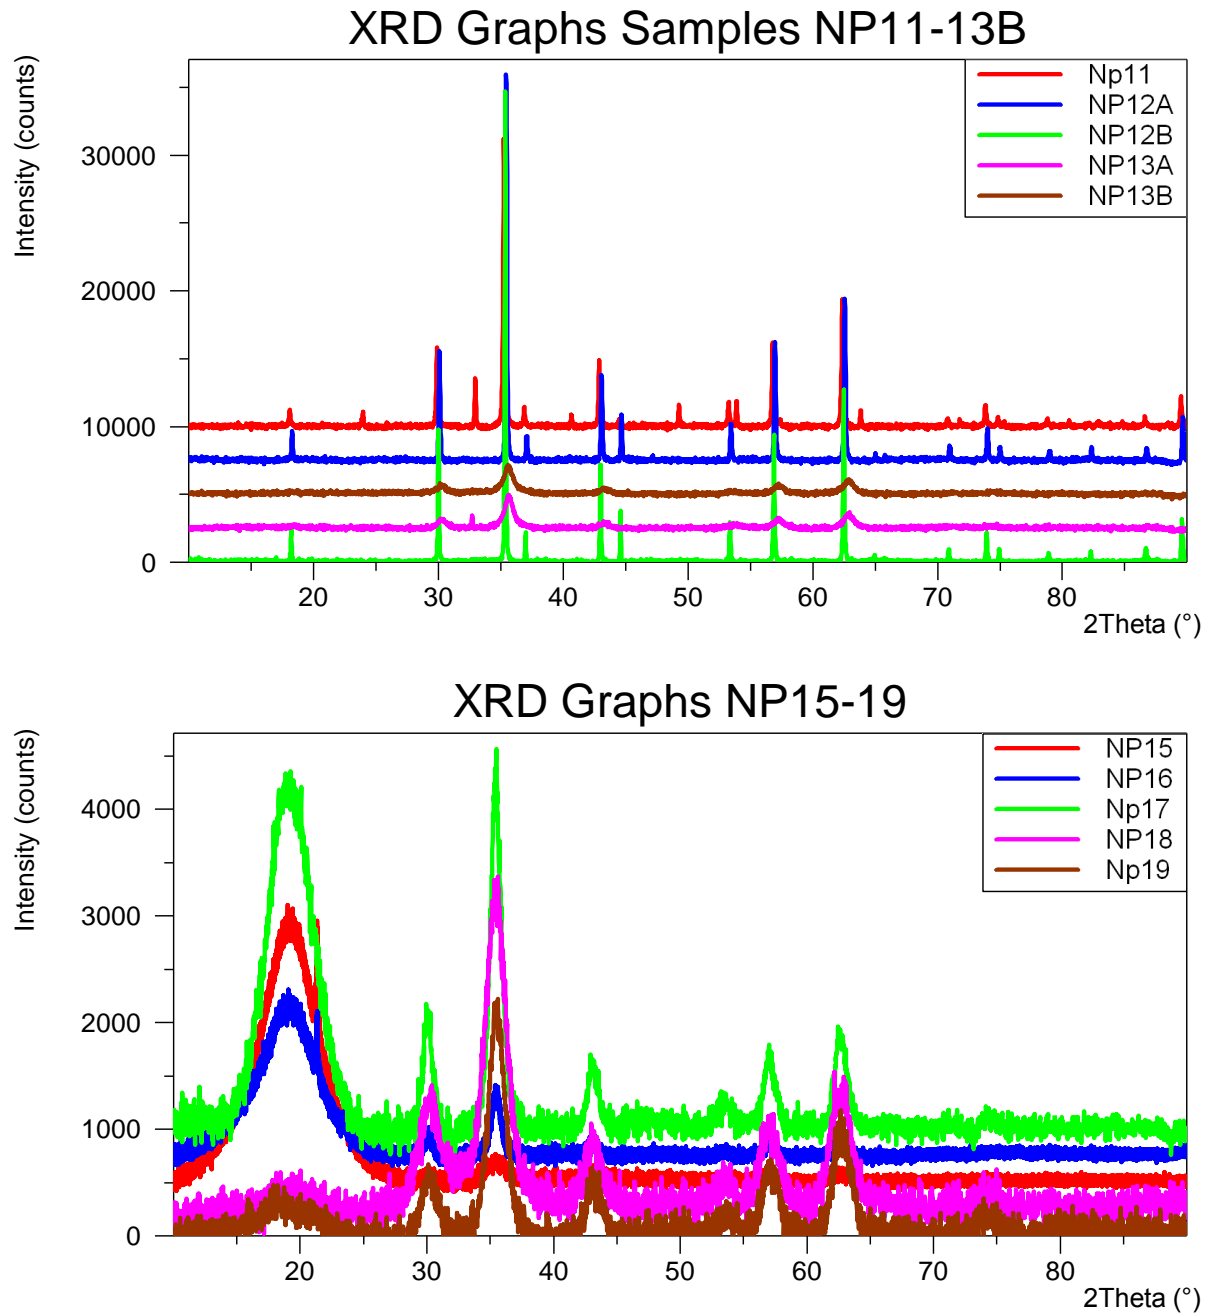 XRD Graphs Samples NP11-13B
Intensity (counts)
30000
20000
10000
0
Np11
NP12A
NP12B
NP13A
NP13B
20 30 40 50 60 70 80
2Theta (°)
XRD Graphs NP15-19
Intensity (counts)
4000
3000
2000
1000
0
NP15
NP16
Np17
NP18
Np19
20 30 40 50 60 70 80
2Theta (°)